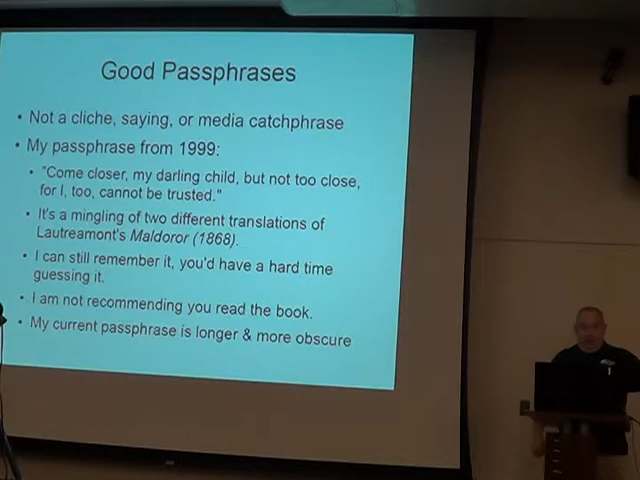 Good Passphrases
• Not a cliche, saying, or media catchphrase
• My passphrase from 1999:
• "Come closer, my darling child, but not too close,
for I, too, cannot be trusted."
• It's a mingling of two different translations of
Lautreamont's Maldoror (1868).
• I can still remember it, you'd have a hard time
guessing it.
• I am not recommending you read the book.
• My current passphrase is longer & more obscure